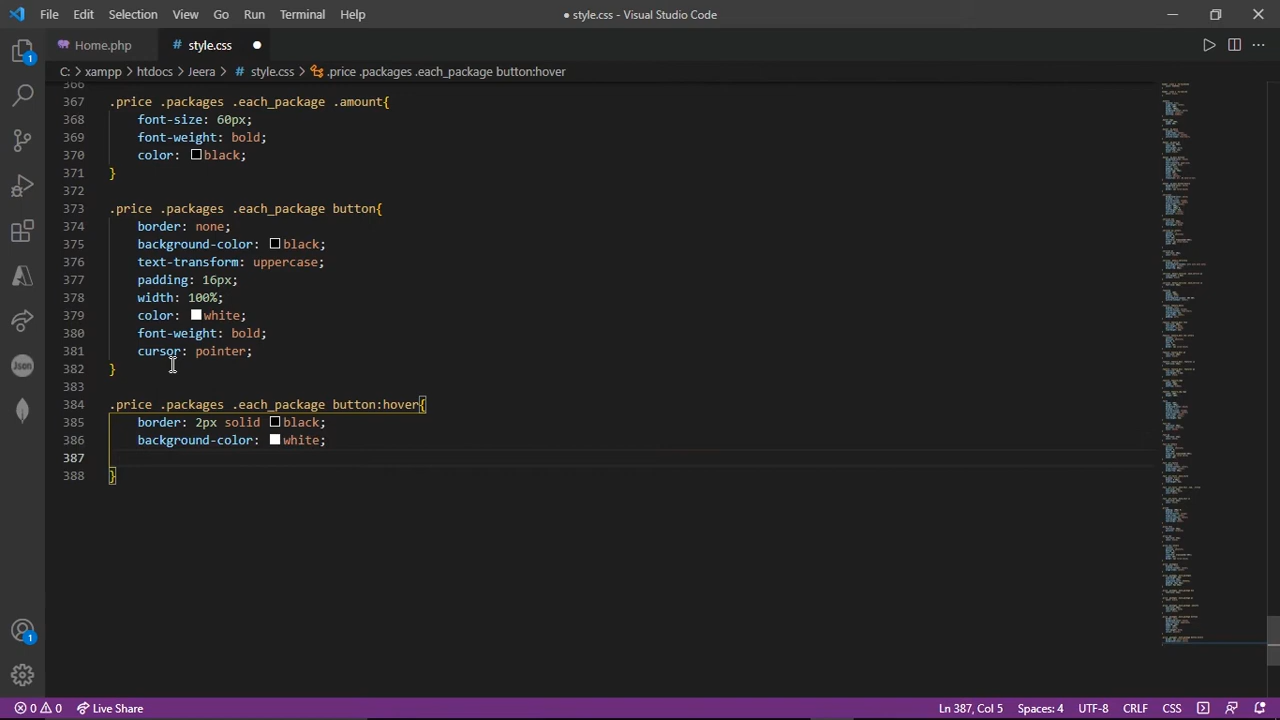 File Edit Selection View Go Run Terminal Help
● style.css - Visual Studio Code
Home.php
# style.css ●
C: > xampp > htdocs > Jeera > # style.css > .price .packages .each_package button:hover
366
367 .price .packages .each_package .amount{
368 font-size: 60px;
369 font-weight: bold;
370 color: black;
371 }
372
373 .price .packages .each_package button{
374 border: none;
375 background-color: black;
376 text-transform: uppercase;
377 padding: 16px;
378 width: 100%;
379 color: white;
380 font-weight: bold;
381 cursor: pointer;
382 }
383
384 .price .packages .each_package button:hover{
385 border: 2px solid black;
386 background-color: white;
387
388 }
1
Json
1
0 0 Live Share
Ln 387, Col 5 Spaces: 4 UTF-8 CRLF CSS